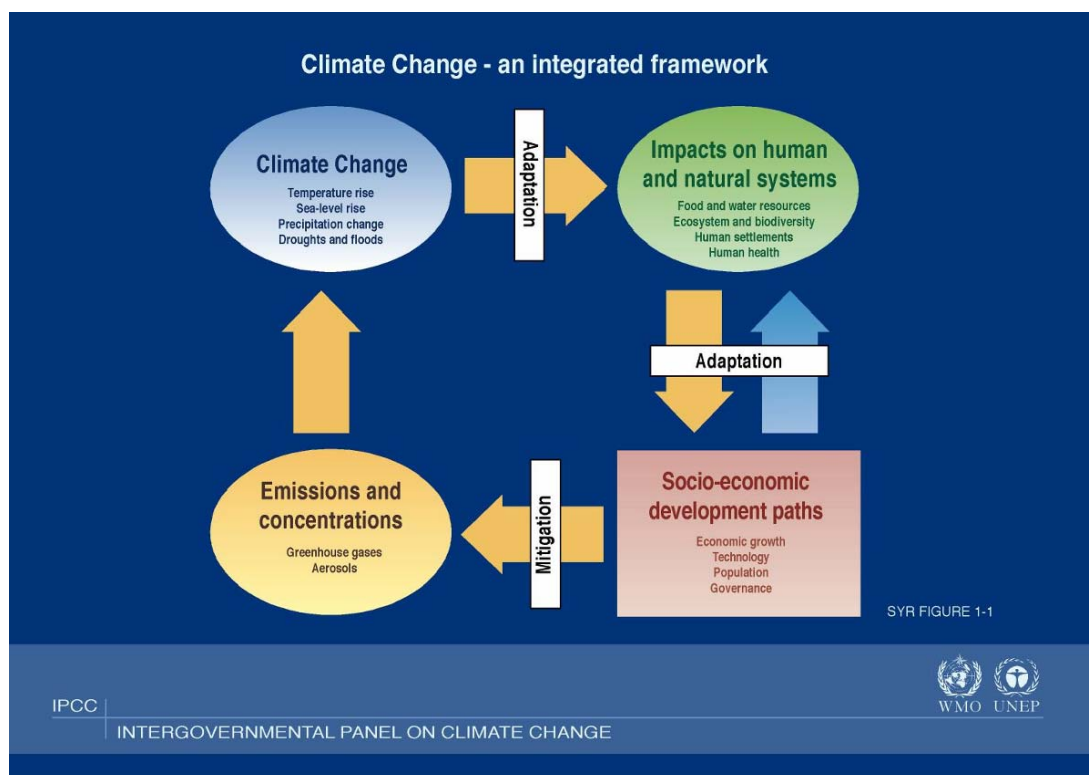 Climate Change - an integrated framework
Climate Change
Temperature rise
Sea-level rise
Precipitation change
Droughts and floods
Adaptation
Impacts on human
and natural systems
Food and water resources
Ecosystem and biodiversity
Human settlements
Human health
Adaptation
Emissions and
concentrations
Greenhouse gases
Aerosols
Mitigation
Socio-economic
development paths
Economic growth
Technology
Population
Governance
SYR FIGURE 1-1
IPCC
INTERGOVERNMENTAL PANEL ON CLIMATE CHANGE
WMO UNEP